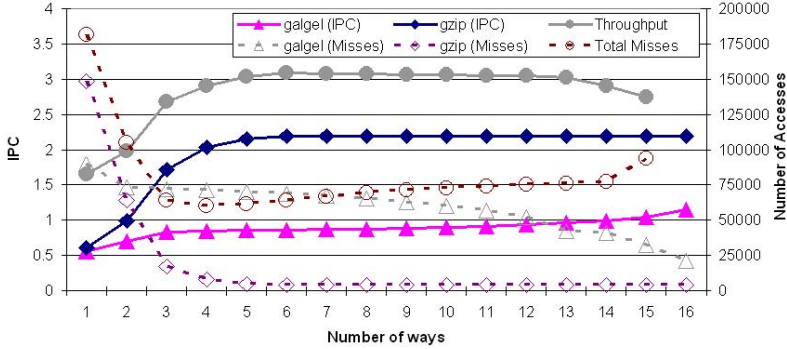 4
3.5
3
2.5
2
1.5
1
0.5
0
IPC
galgel (IPC)
gzip (IPC)
Throughput
galgel (Misses)
gzip (Misses)
Total Misses
200000
175000
150000
125000
100000
75000
50000
25000
0
Number of Accesses
1 2 3 4 5 6 7 8 9 10 11 12 13 14 15 16
Number of ways